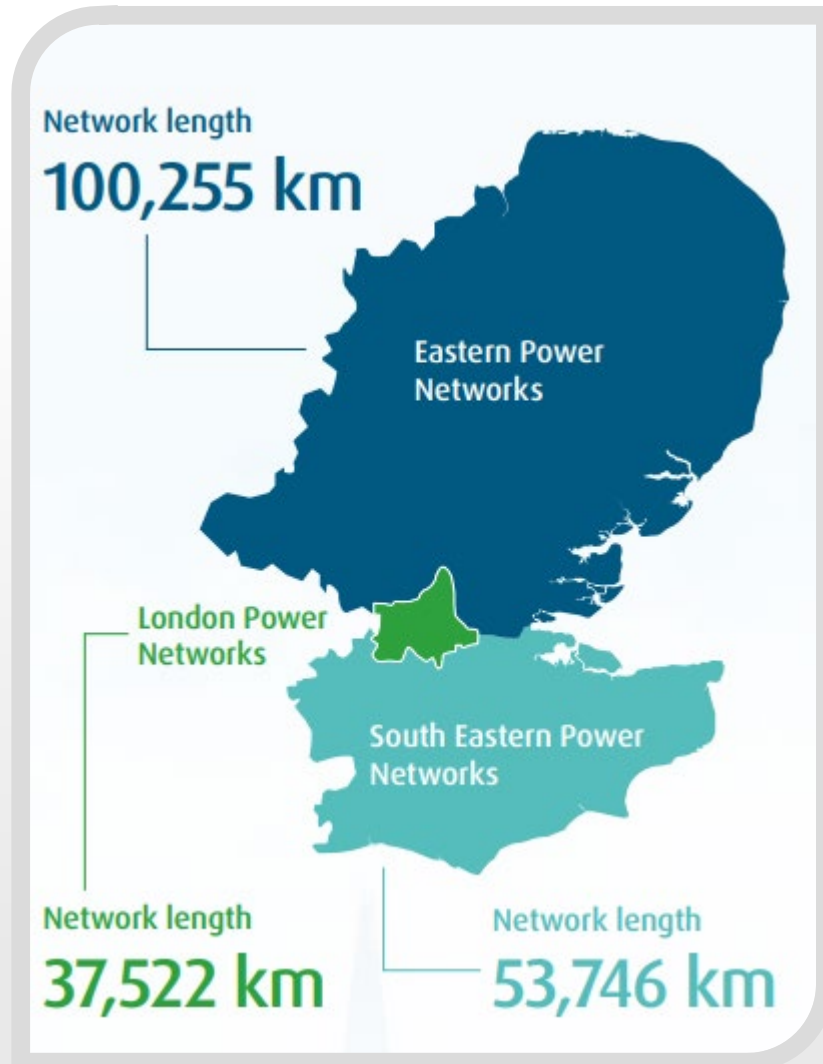 Network length
100,255 km
Eastern Power
Networks
London Power
Networks
South Eastern Power
Networks
Network length
37,522 km
Network length
53,746 km